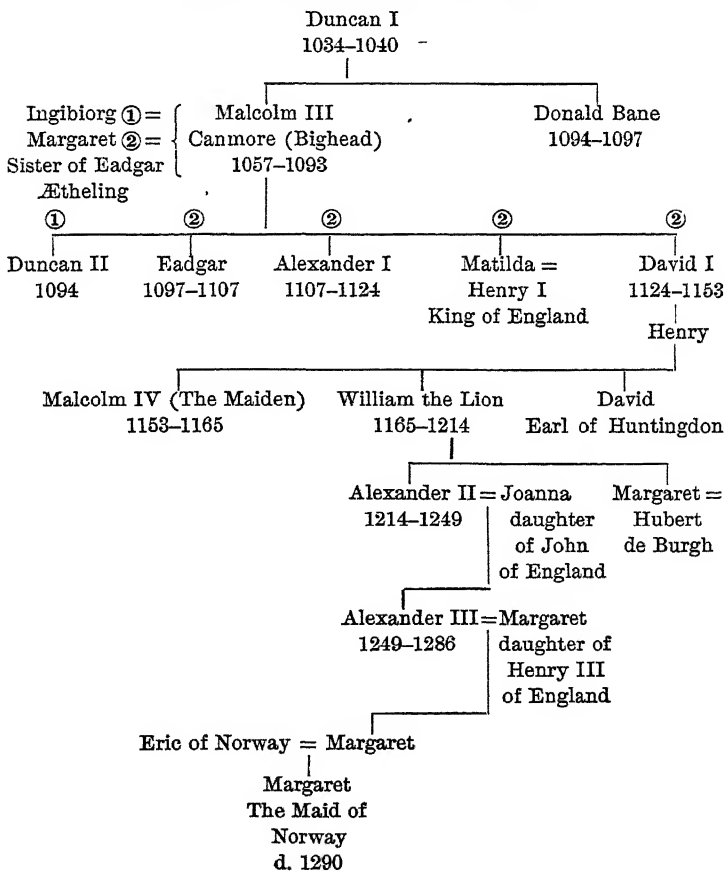 Duncan I
1034–1040
Ingibiorg ① = { Malcolm III Donald Bane
Margaret ② = { Canmore (Bighead) 1094–1097
Sister of Eadgar { 1057–1093
Ætheling
① ② ② ② ②
Duncan II Eadgar Alexander I Matilda = David I
1094 1097–1107 1107–1124 Henry I 1124–1153
King of England
Henry
Malcolm IV (The Maiden) William the Lion David
1153–1165 1165–1214 Earl of Huntingdon
Alexander II = Joanna Margaret =
1214–1249 daughter Hubert
of John de Burgh
of England
Alexander III = Margaret
1249–1286 daughter of
Henry III
of England
Eric of Norway = Margaret
Margaret
The Maid of
Norway
d. 1290